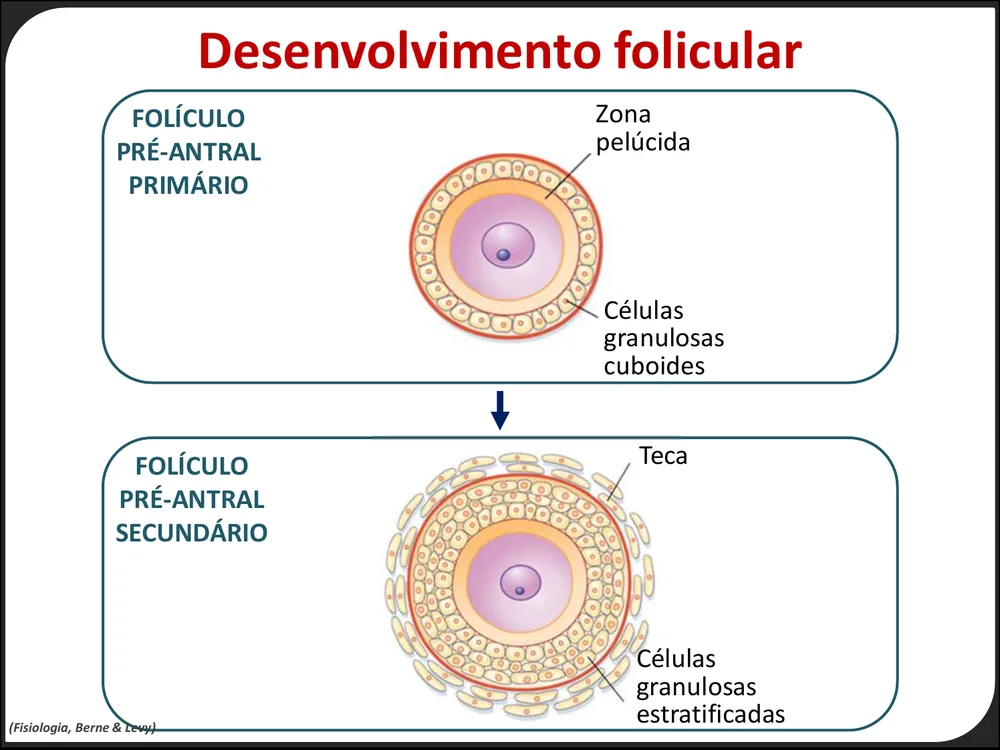 Desenvolvimento folicular
FOLÍCULO
PRÉ-ANTRAL
PRIMÁRIO
Zona
pelúcida
Células
granulosas
cuboides
FOLÍCULO
PRÉ-ANTRAL
SECUNDÁRIO
Teca
Células
granulosas
estratificadas
(Fisiologia, Berne & Levy)